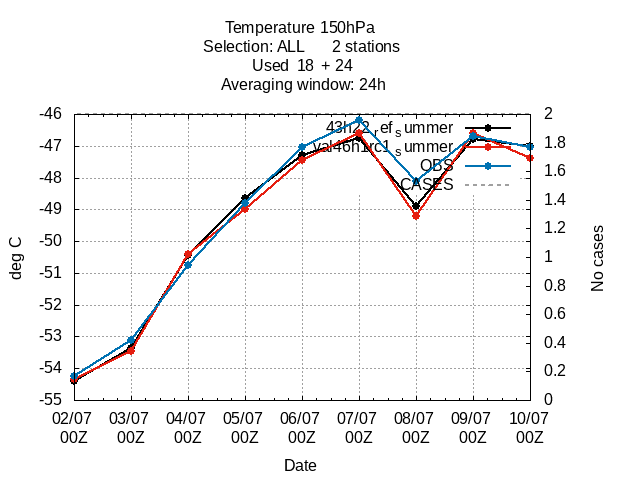 Temperature 150hPa
Selection: ALL 2 stations
Used 18 + 24
Averaging window: 24h
43h22_ref_summer
val46h1rc1_summer
OBS
CASES
deg C
-46
-47
-48
-49
-50
-51
-52
-53
-54
-55
2
1.8
1.6
1.4
1.2
1
0.8
0.6
0.4
0.2
0
No cases
02/07 03/07 04/07 05/07 06/07 07/07 08/07 09/07 10/07
00Z 00Z 00Z 00Z 00Z 00Z 00Z 00Z 00Z
Date